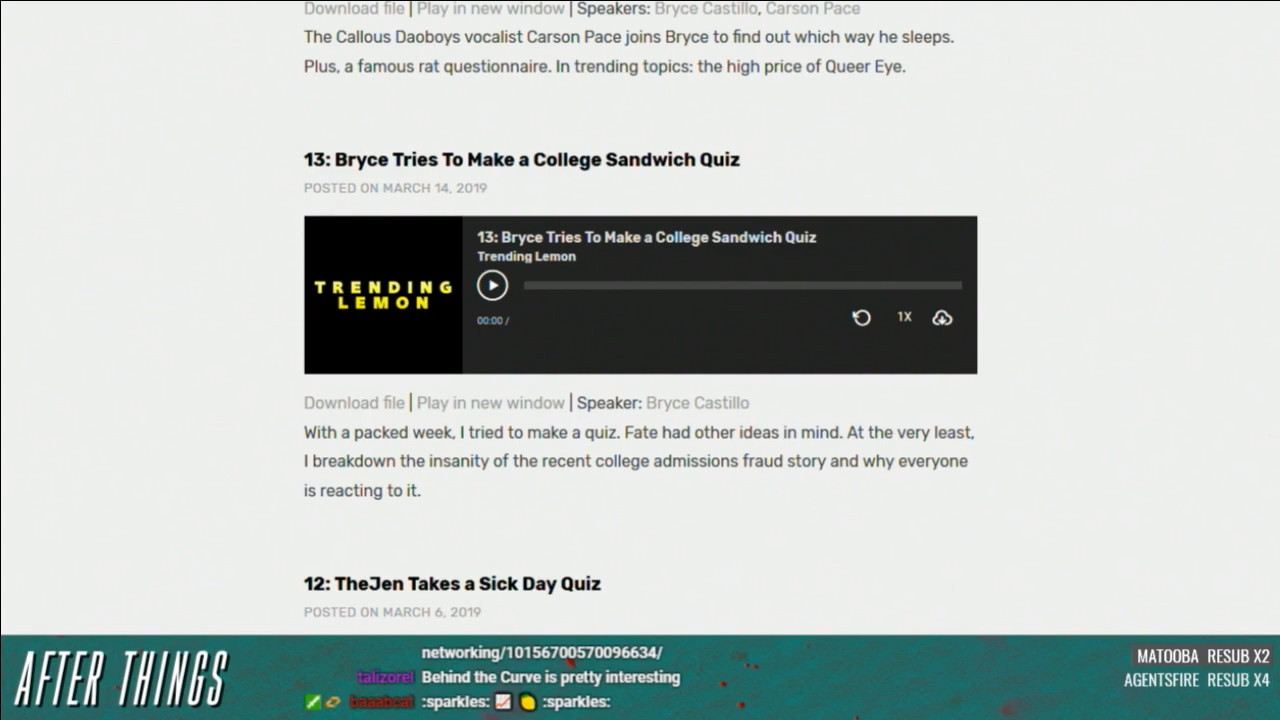 Download file | Play in new window | Speakers: Bryce Castillo, Carson Pace
The Callous Daoboys vocalist Carson Pace joins Bryce to find out which way he sleeps.
Plus, a famous rat questionnaire. In trending topics: the high price of Queer Eye.
13: Bryce Tries To Make a College Sandwich Quiz
POSTED ON MARCH 14, 2019
TRENDING
LEMON
13: Bryce Tries To Make a College Sandwich Quiz
Trending Lemon
00:00 /
1X
Download file | Play in new window | Speaker: Bryce Castillo
With a packed week, I tried to make a quiz. Fate had other ideas in mind. At the very least,
I breakdown the insanity of the recent college admissions fraud story and why everyone
is reacting to it.
12: TheJen Takes a Sick Day Quiz
POSTED ON MARCH 6, 2019
AFTER THINGS
networking/10156700570096634/
talizorel Behind the Curve is pretty interesting
baaabcat :sparkles: 📈 🍋 :sparkles:
MATOOBA RESUB X2
AGENTSFIRE RESUB X4